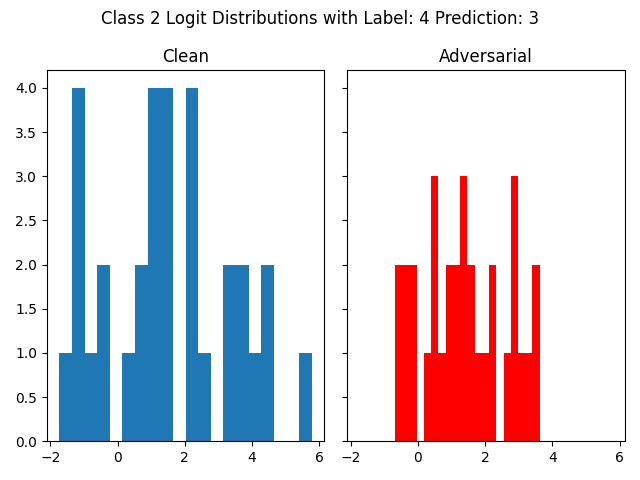 Class 2 Logit Distributions with Label: 4 Prediction: 3
Clean
Adversarial
4.0
3.5
3.0
2.5
2.0
1.5
1.0
0.5
0.0
−2 0 2 4 6
−2 0 2 4 6